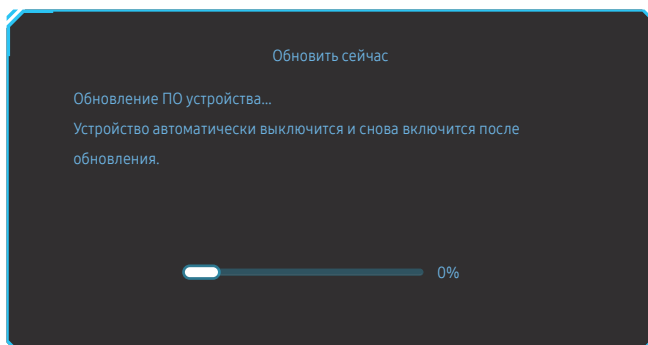 Обновить сейчас
Обновление ПО устройства...
Устройство автоматически выключится и снова включится после
обновления.
0%